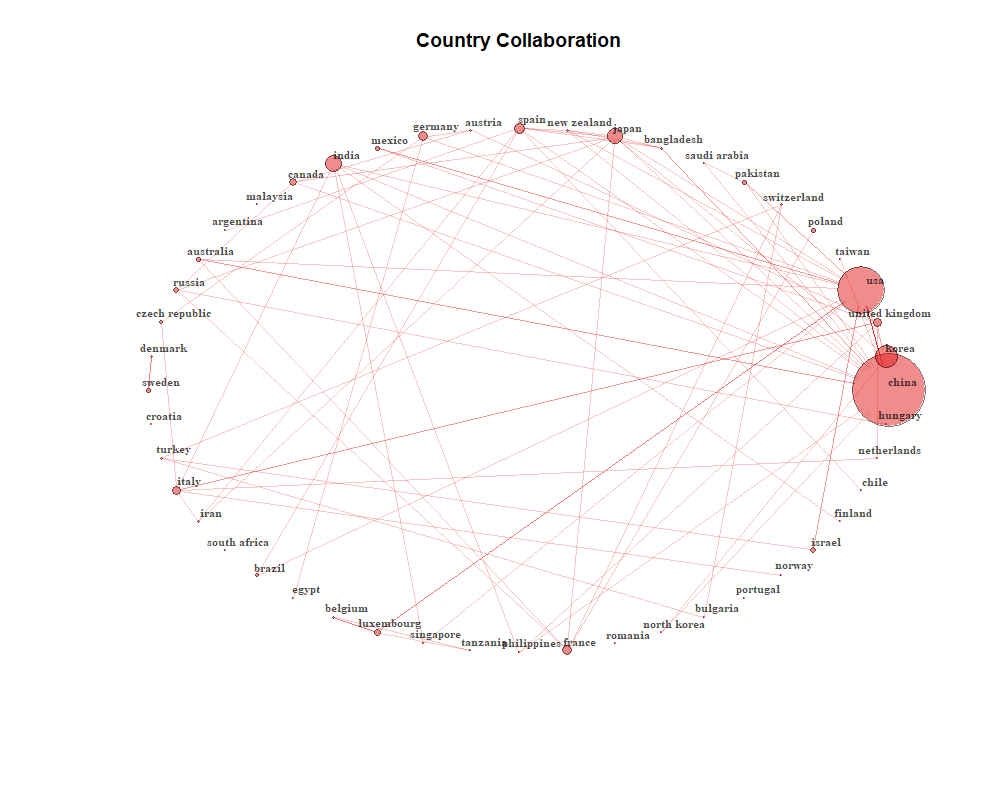 Country Collaboration
spain
new zealand
japan
austria
germany
bangladesh
mexico
saudi arabia
india
pakistan
canada
switzerland
malaysia
poland
argentina
taiwan
australia
usa
russia
united kingdom
czech republic
korea
denmark
china
sweden
hungary
croatia
netherlands
turkey
chile
italy
finland
iran
israel
south africa
norway
brazil
portugal
egypt
bulgaria
belgium
north korea
luxembourg
romania
singapore
france
tanzania
philippines